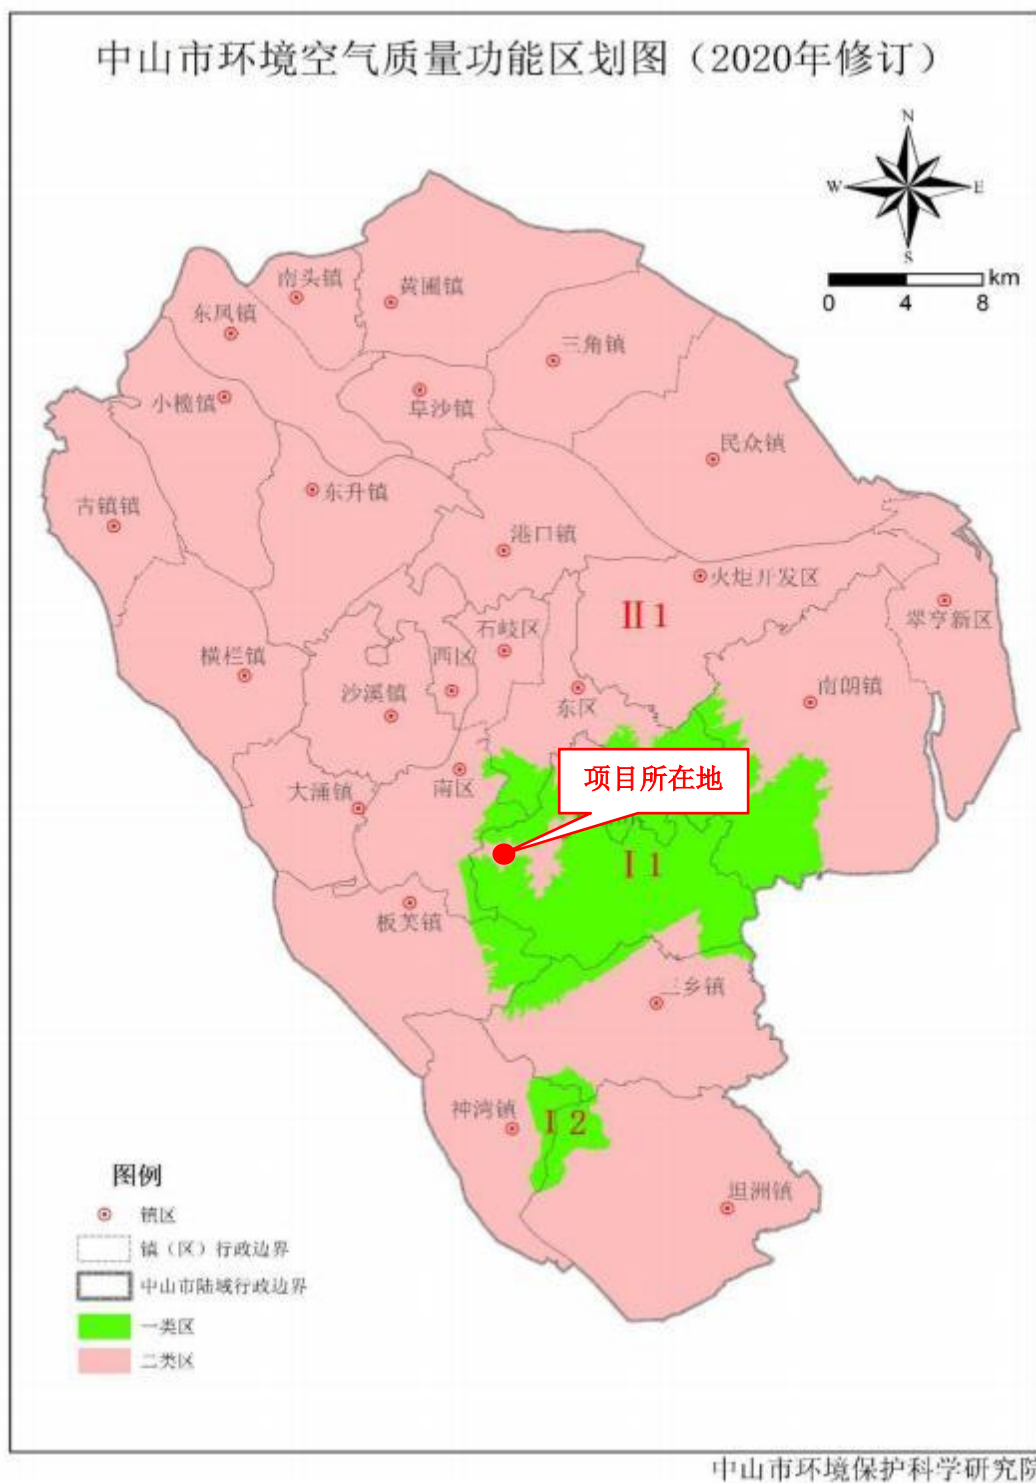 中山市环境空气质量功能区划图（2020年修订）
N
W
E
S
km
0 4 8
南头镇
黄圃镇
东凤镇
三角镇
小榄镇
阜沙镇
民众镇
东升镇
古镇镇
港口镇
火炬开发区
II 1
翠亨新区
石岐区
横栏镇
西区
沙溪镇
南朗镇
东区
项目所在地
南区
大涌镇
I 1
板芙镇
三乡镇
神湾镇
I 2
坦洲镇
图例
镇区
镇（区）行政边界
中山市陆域行政边界
一类区
二类区
中山市环境保护科学研究院